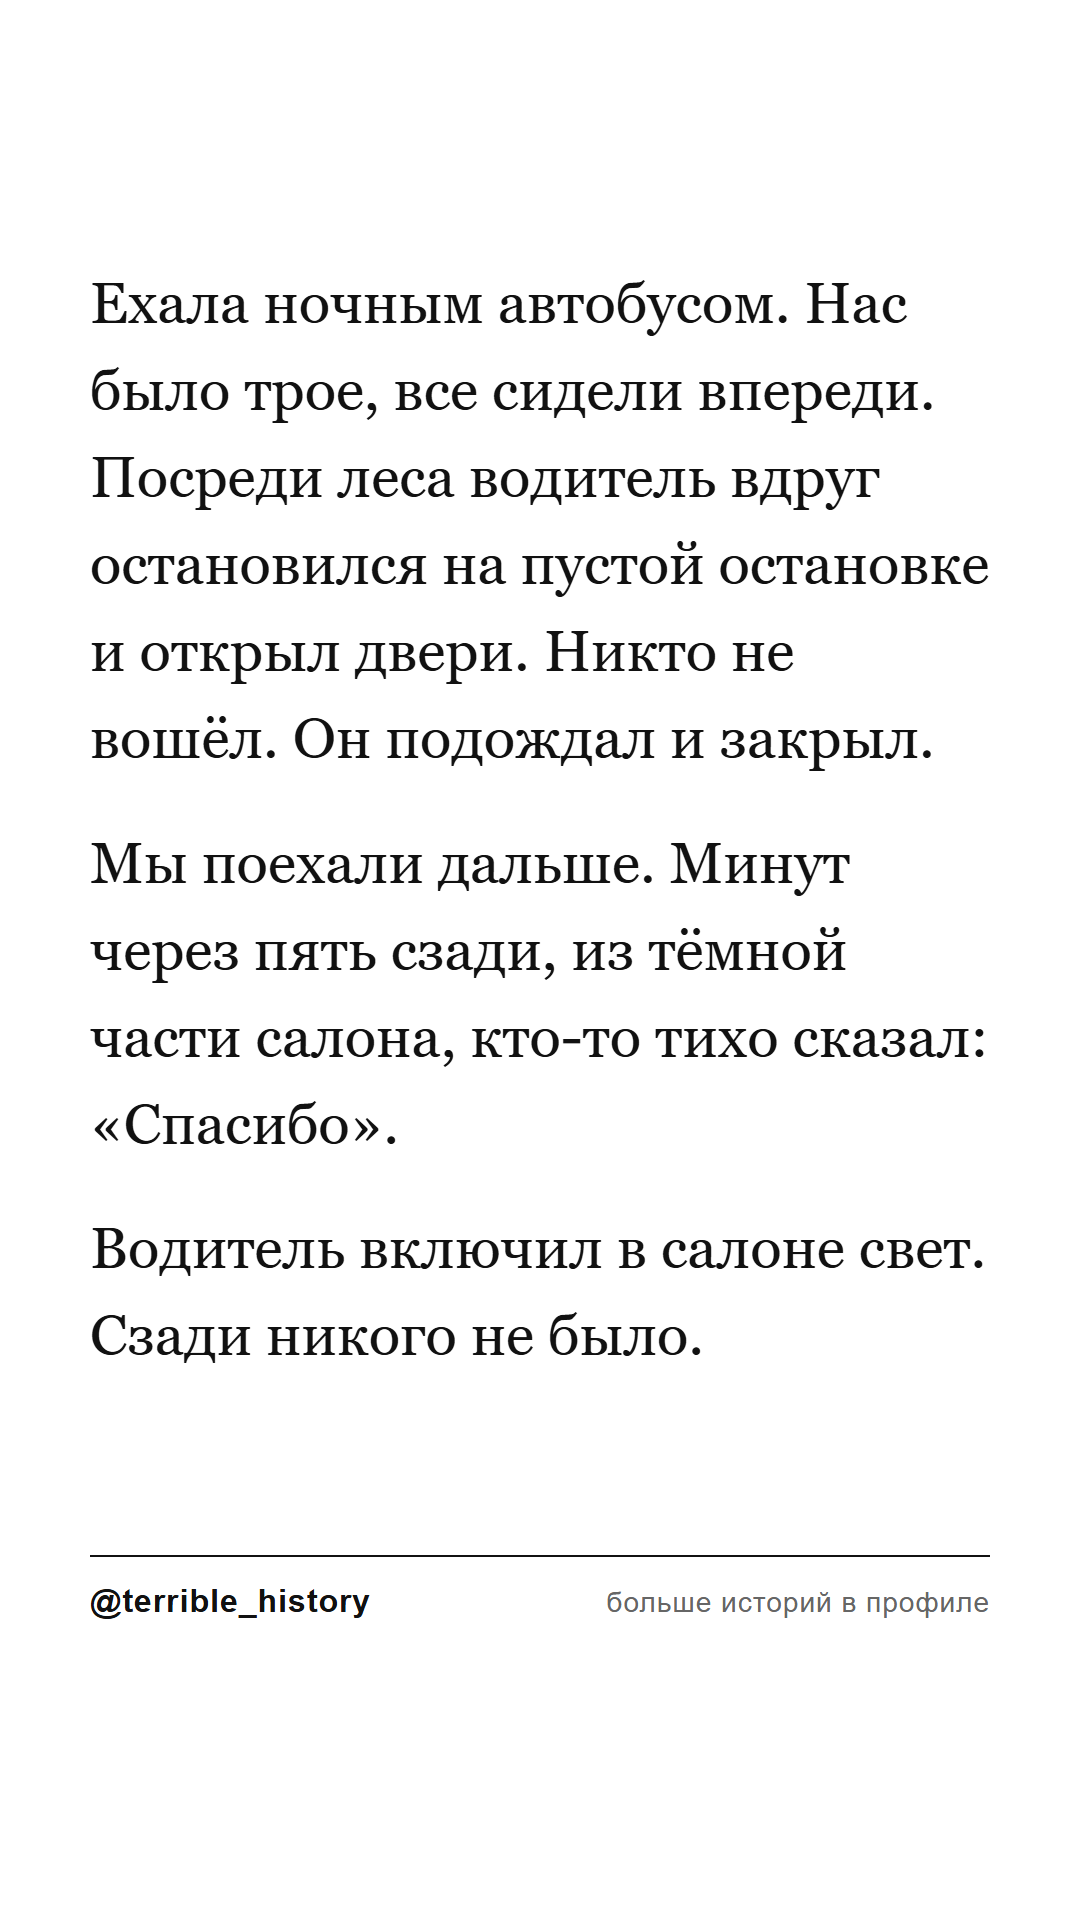 Ехала ночным автобусом. Нас
было трое, все сидели впереди.
Посреди леса водитель вдруг
остановился на пустой остановке
и открыл двери. Никто не
вошёл. Он подождал и закрыл.
Мы поехали дальше. Минут
через пять сзади, из тёмной
части салона, кто-то тихо сказал:
«Спасибо».
Водитель включил в салоне свет.
Сзади никого не было.
@terrible_history
больше историй в профиле